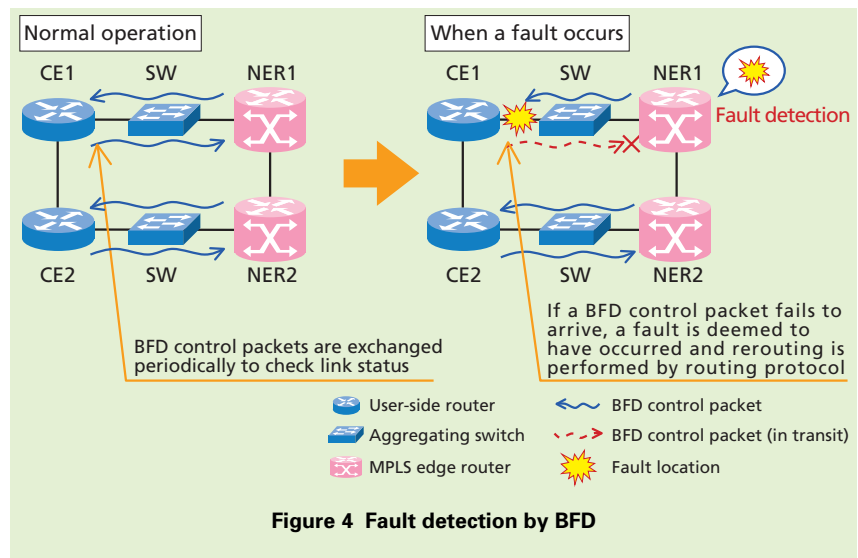 Normal operation
When a fault occurs
CE1
SW
NER1
CE2
SW
NER2
BFD control packets are exchanged
periodically to check link status
CE1
SW
NER1
Fault detection
CE2
SW
NER2
If a BFD control packet fails to
arrive, a fault is deemed to
have occurred and rerouting is
performed by routing protocol
User-side router
Aggregating switch
MPLS edge router
BFD control packet
BFD control packet (in transit)
Fault location
Figure 4 Fault detection by BFD